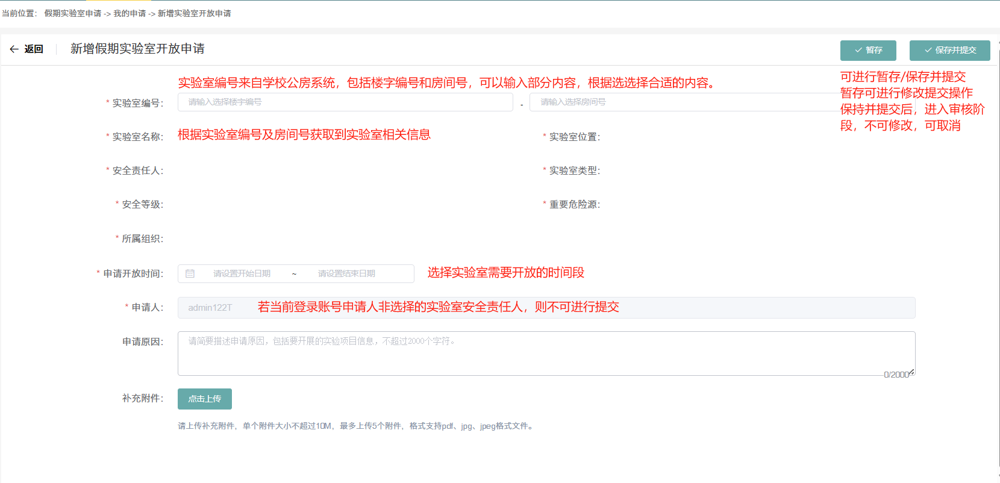 当前位置： 假期实验室申请 -> 我的申请 -> 新增实验室开放申请
返回 新增假期实验室开放申请 暂存 保存并提交
实验室编号来自学校公房系统，包括楼宇编号和房间号，可以输入部分内容，根据选选择合适的内容。
可进行暂存/保存并提交
暂存可进行修改提交操作
保持并提交后，进入审核阶
段，不可修改，可取消
* 实验室编号： 请输入选择楼宇编号 - 请输入选择房间号
* 实验室名称： 根据实验室编号及房间号获取到实验室相关信息 * 实验室位置：
* 安全责任人： * 实验室类型：
* 安全等级： * 重要危险源：
* 所属组织：
* 申请开放时间： 请设置开始日期 ~ 请设置结束日期 选择实验室需要开放的时间段
* 申请人： admin122T 若当前登录账号申请人非选择的实验室安全责任人，则不可进行提交
申请原因： 请简要描述申请原因，包括要开展的实验项目信息，不超过2000个字符。
0/2000
补充附件： 点击上传
请上传补充附件，单个附件大小不超过10M，最多上传5个附件，格式支持pdf、jpg、jpeg格式文件。